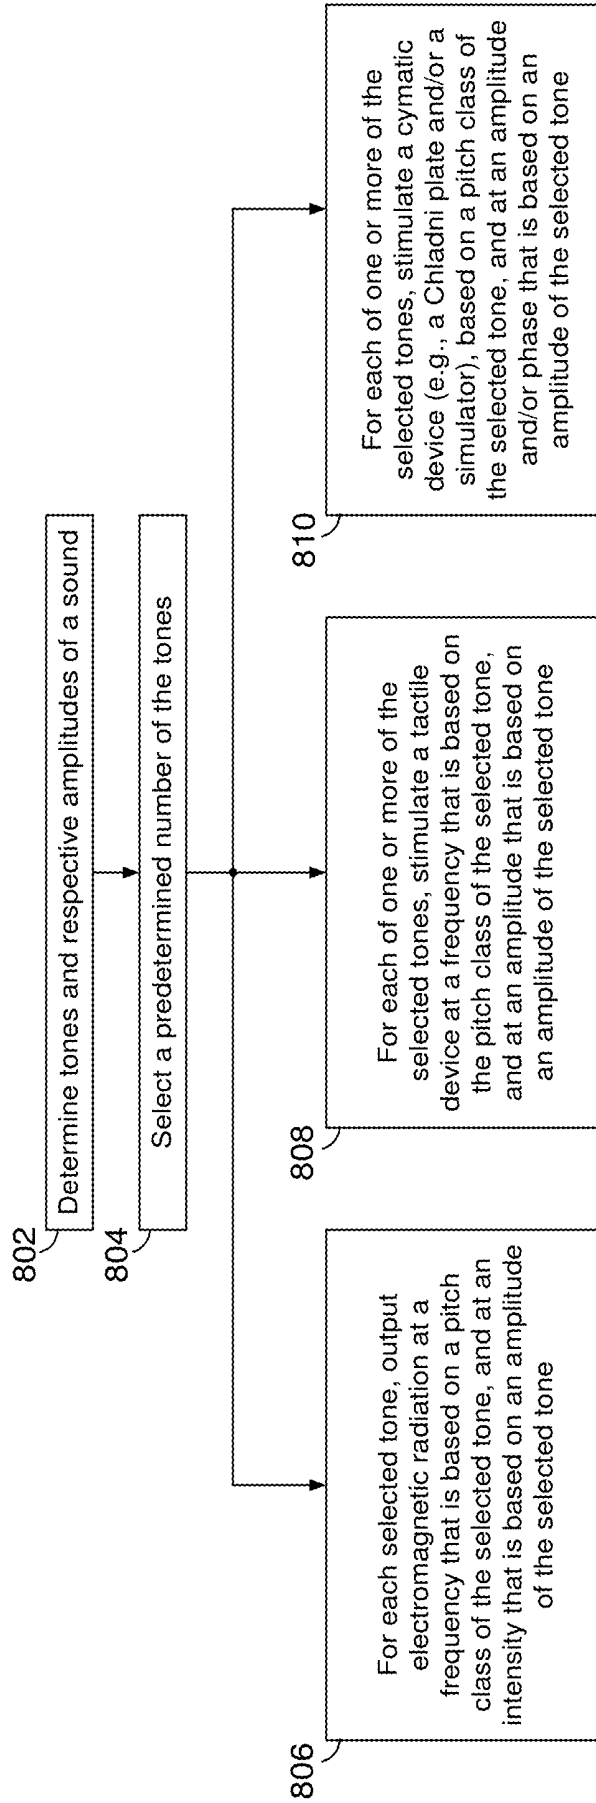 802
Determine tones and respective amplitudes of a sound
804
Select a predetermined number of the tones
806
For each selected tone, output
electromagnetic radiation at a
frequency that is based on a pitch
class of the selected tone, and at an
intensity that is based on an amplitude
of the selected tone
808
For each of one or more of the
selected tones, stimulate a tactile
device at a frequency that is based on
the pitch class of the selected tone,
and at an amplitude that is based on
an amplitude of the selected tone
810
For each of one or more of the
selected tones, stimulate a cymatic
device (e.g., a Chladni plate and/or a
simulator), based on a pitch class of
the selected tone, and at an amplitude
and/or phase that is based on an
amplitude of the selected tone